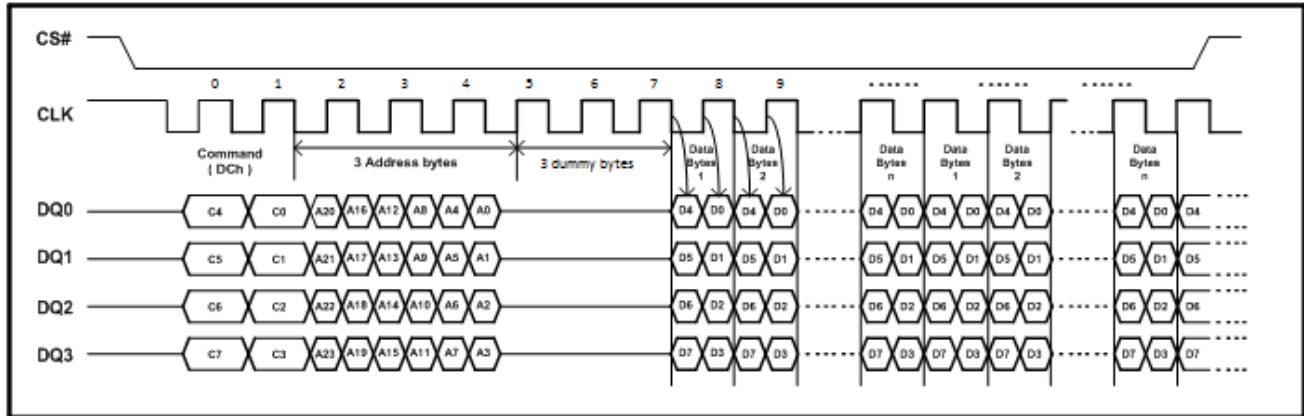 CS#
0 1 2 3 4 5 6 7 8 9
CLK
Command 3 Address bytes 3 dummy bytes Data Data Data Data Data Data
( DCh ) Bytes Bytes Bytes Bytes Bytes Bytes
1 2 n 1 2 n
DQ0 C4 C0 A20 A16 A12 A8 A4 A0 D4 D0 D4 D0 D4 D0 D4 D0 D4 D0 D4 D0 D4
DQ1 C5 C1 A21 A17 A13 A9 A5 A1 D5 D1 D5 D1 D5 D1 D5 D1 D5 D1 D5 D1 D5
DQ2 C6 C2 A22 A18 A14 A10 A6 A2 D6 D2 D6 D2 D6 D2 D6 D2 D6 D2 D6 D2 D6
DQ3 C7 C3 A23 A19 A15 A11 A7 A3 D7 D3 D7 D3 D7 D3 D7 D3 D7 D3 D7 D3 D7